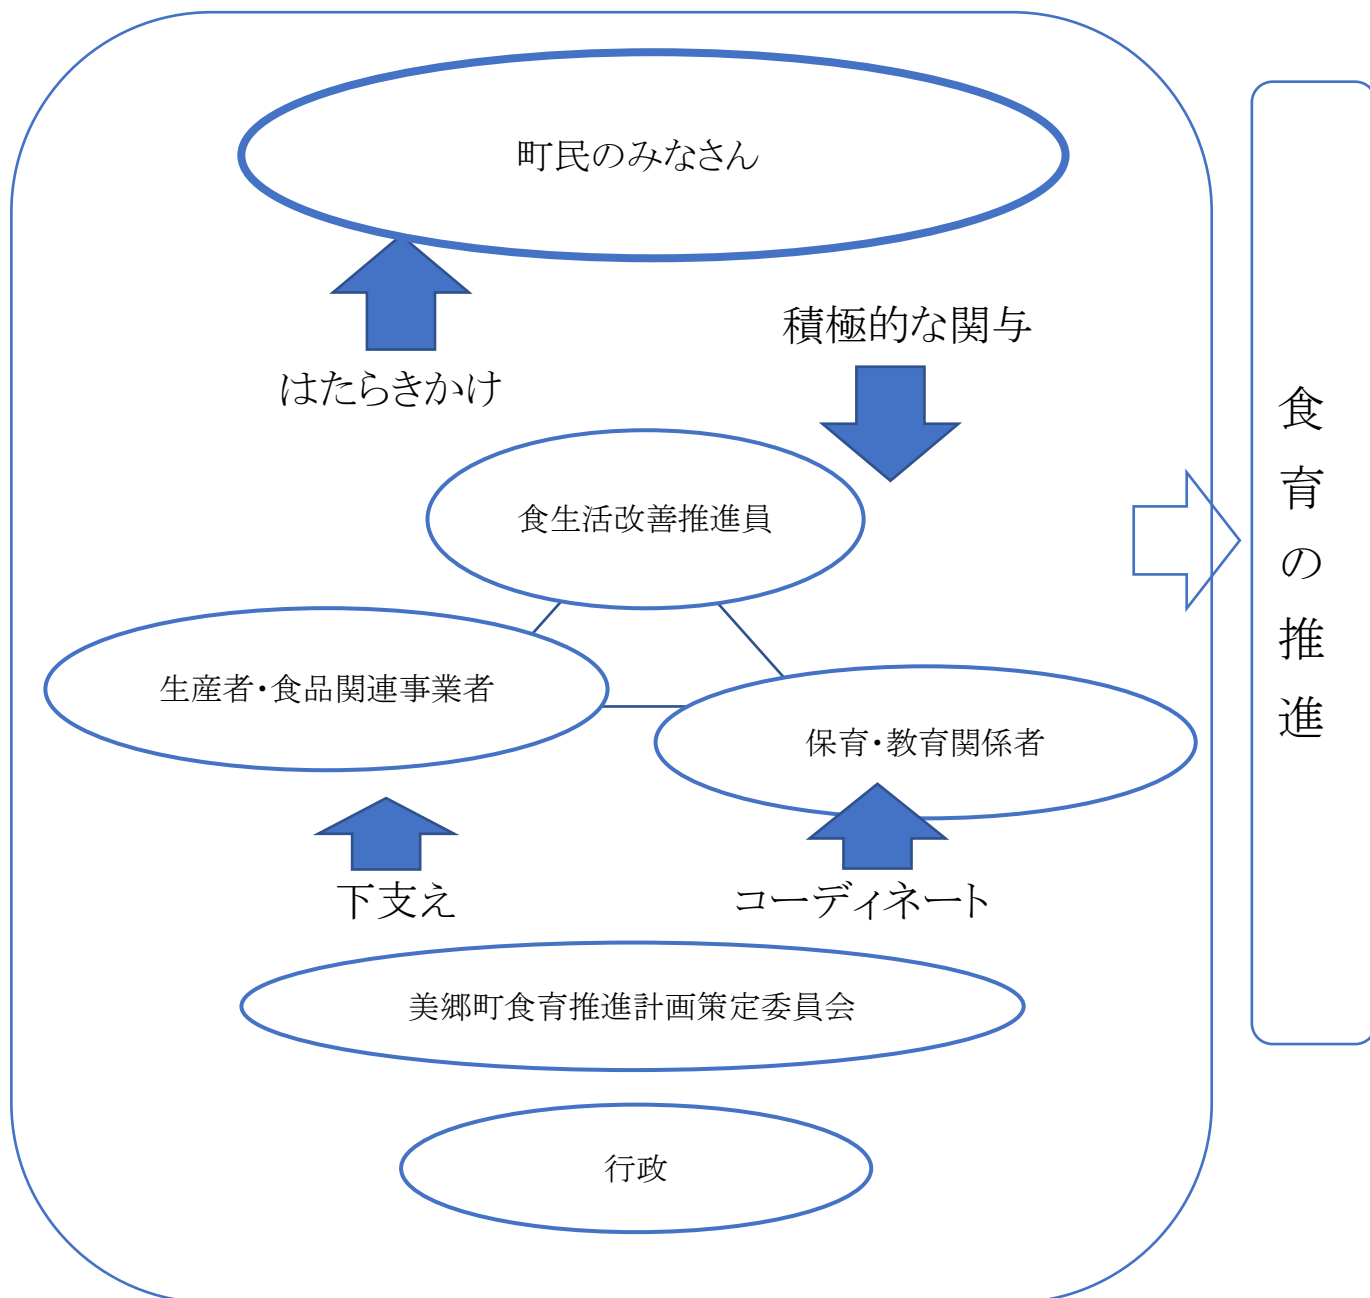 町民のみなさん
積極的な関与
はたらきかけ
食生活改善推進員
生産者・食品関連事業者
保育・教育関係者
下支え
コーディネート
美郷町食育推進計画策定委員会
行政
食育の推進